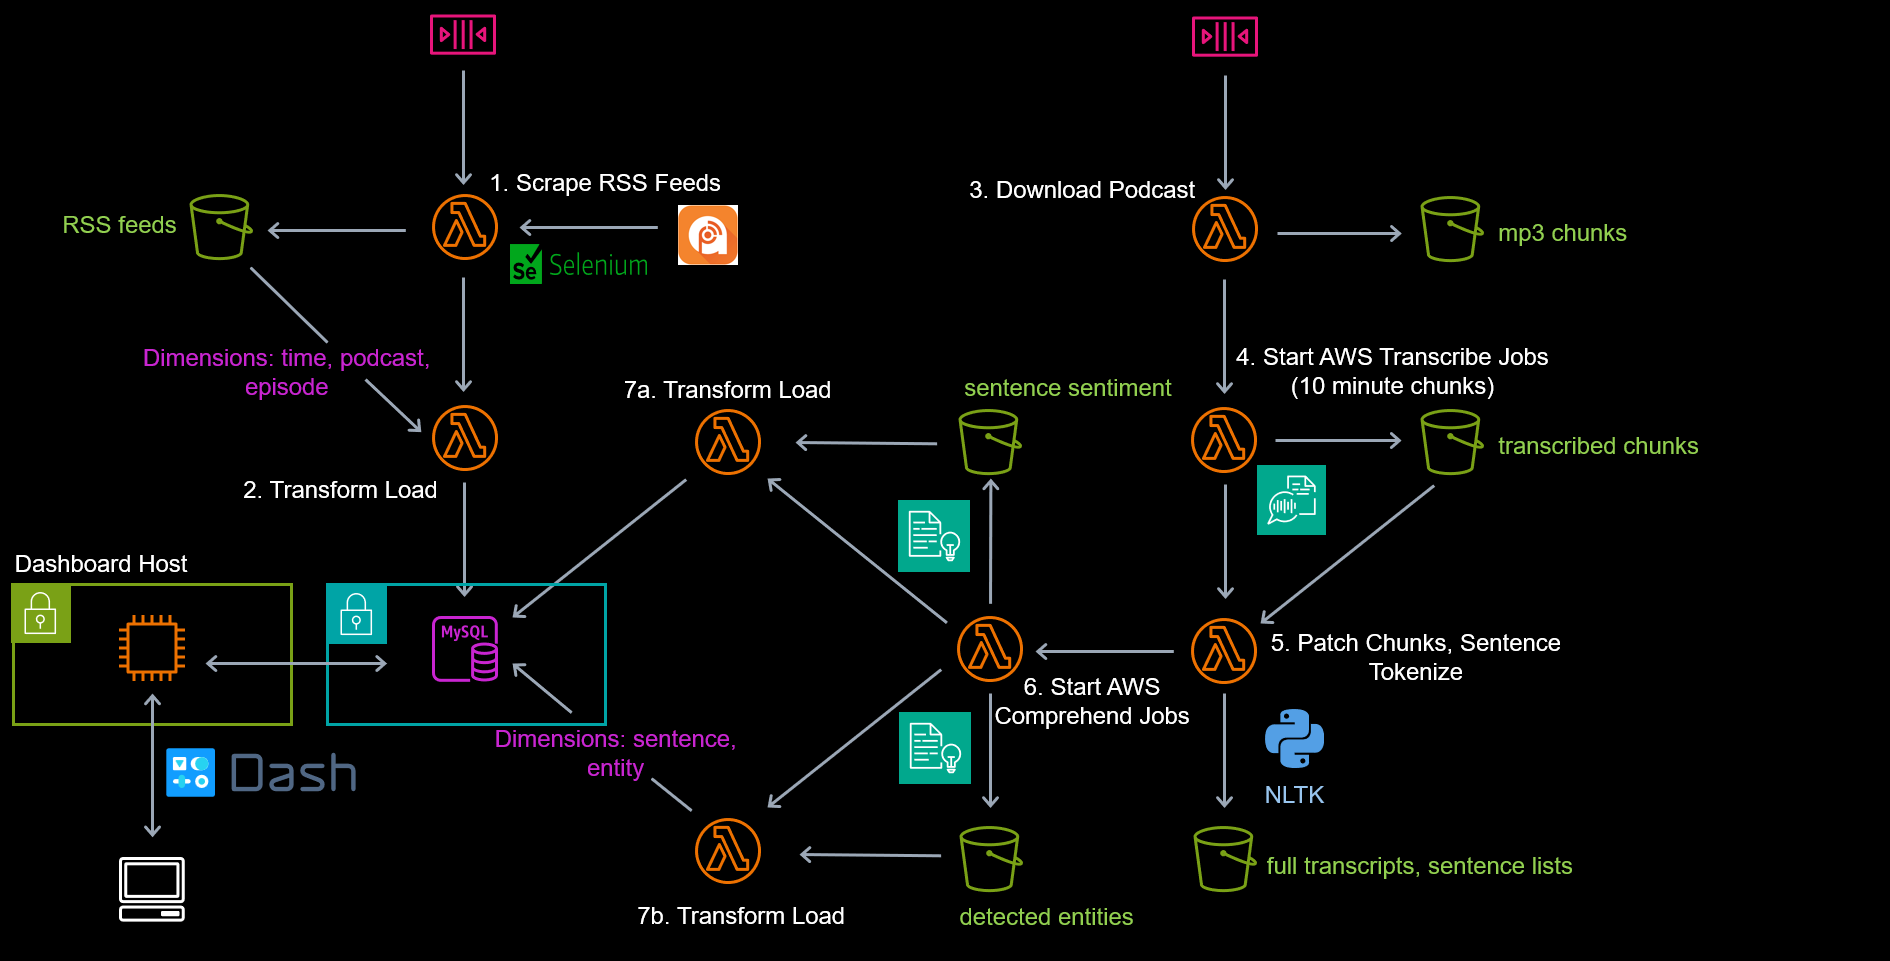 1. Scrape RSS Feeds
3. Download Podcast
RSS feeds
mp3 chunks
Se Selenium
Dimensions: time, podcast,
episode
7a. Transform Load
sentence sentiment
4. Start AWS Transcribe Jobs
(10 minute chunks)
transcribed chunks
2. Transform Load
Dashboard Host
MySQL
5. Patch Chunks, Sentence
Tokenize
6. Start AWS
Comprehend Jobs
Dimensions: sentence,
entity
Dash
NLTK
full transcripts, sentence lists
7b. Transform Load
detected entities